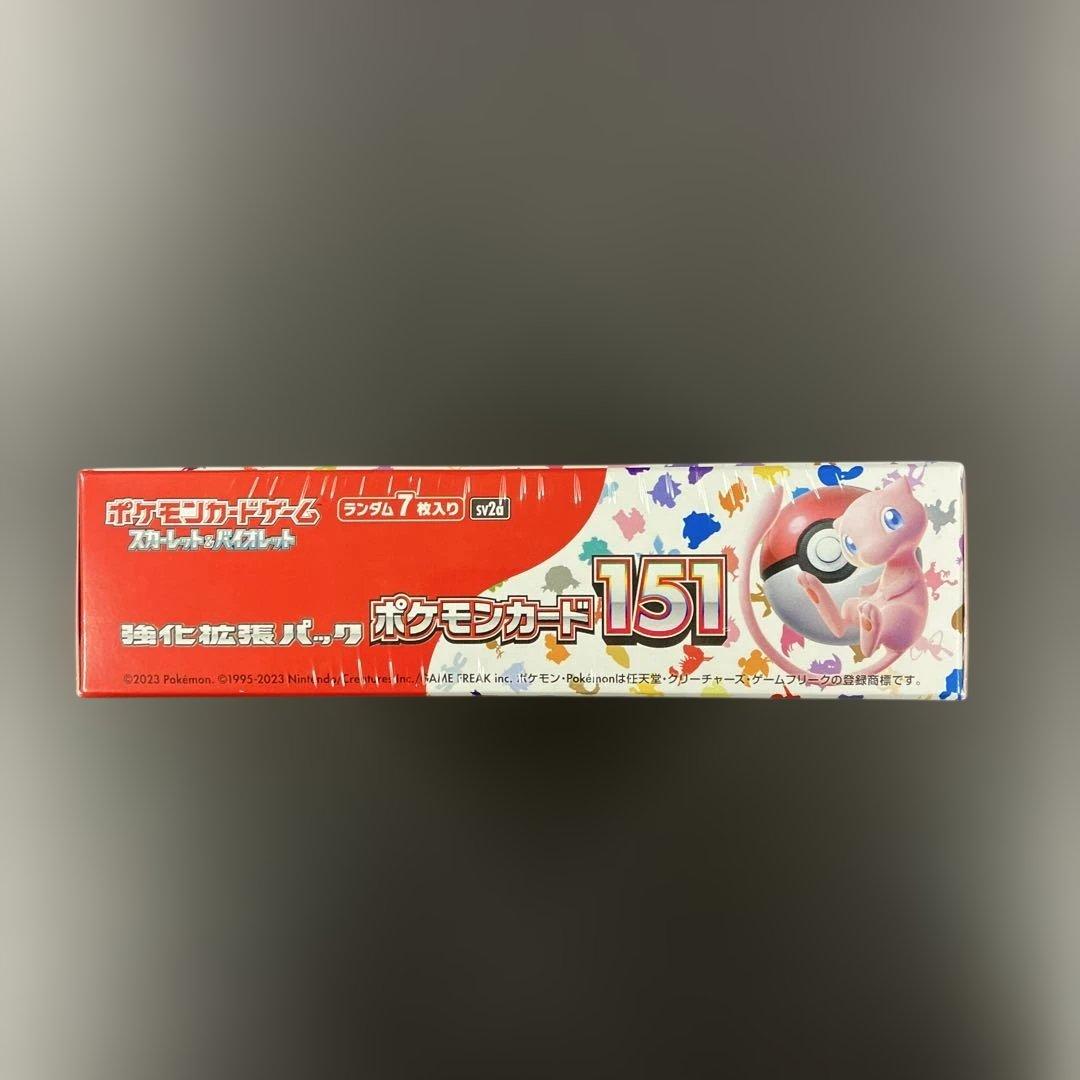 ポケモンカードゲーム ランダム7枚入り sv2a
スカーレット&バイオレット
強化拡張パック ポケモンカード151
©2023 Pokémon. ©1995-2023 Nintendo/Creatures Inc./GAME FREAK inc. ポケモン・Pokémonは任天堂・クリーチャーズ・ゲームフリークの登録商標です。